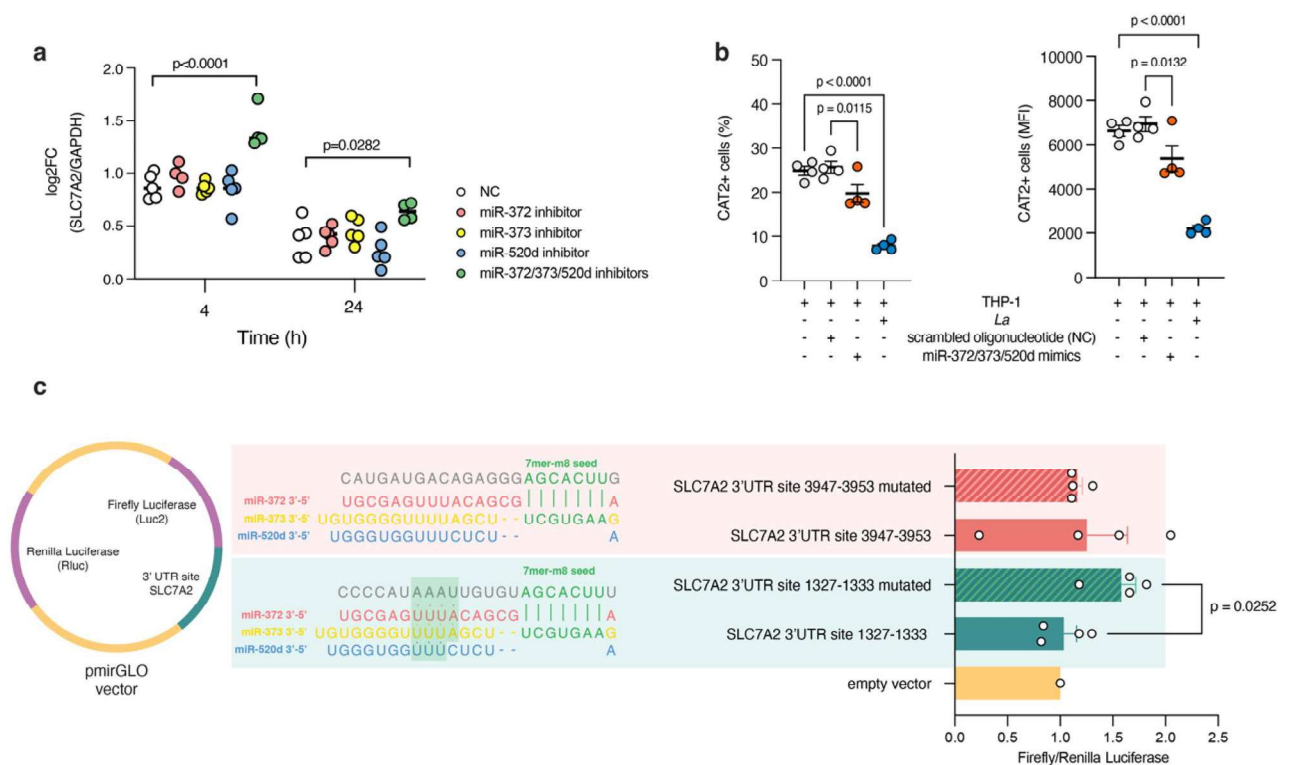 a
p<0.0001
p=0.0282
log2FC
(SLC7A2/GAPDH)
2.0
1.5
1.0
0.5
0.0
4
24
Time (h)
NC
miR-372 inhibitor
miR-373 inhibitor
miR-520d inhibitor
miR-372/373/520d inhibitors
b
CAT2+ cells (%)
50
40
30
20
10
0
p < 0.0001
p = 0.0115
CAT2+ cells (MFI)
10000
8000
6000
4000
2000
0
p < 0.0001
p = 0.0132
+ + + + THP-1 + + + +
- - - + La - - - +
- + - - scrambled oligonucleotide (NC) - + - -
- - + - miR-372/373/520d mimics - - + -
c
Firefly Luciferase
(Luc2)
Renilla Luciferase
(Rluc)
3' UTR site
SLC7A2
pmirGLO
vector
7mer-m8 seed
CAUGAUGACAGAGGGAGCACUUG
miR-372 3'-5' UGCGAGUUUACAGCG | | | | | | | A
miR-373 3'-5' UGUGGGGUUUUAGCU - - UCGUGAAG
miR-520d 3'-5' UGGGUGGUUUCUCU - - A
7mer-m8 seed
CCCCAUAAAUUGUGUAGCACUUU
miR-372 3'-5' UGCGAGUUUACAGCG | | | | | | | A
miR-373 3'-5' UGUGGGGUUUUAGCU - - UCGUGAAG
miR-520d 3'-5' UGGGUGGUUUCUCU - - A
SLC7A2 3'UTR site 3947-3953 mutated
SLC7A2 3'UTR site 3947-3953
SLC7A2 3'UTR site 1327-1333 mutated
SLC7A2 3'UTR site 1327-1333
empty vector
p = 0.0252
0.0 0.5 1.0 1.5 2.0 2.5
Firefly/Renilla Luciferase